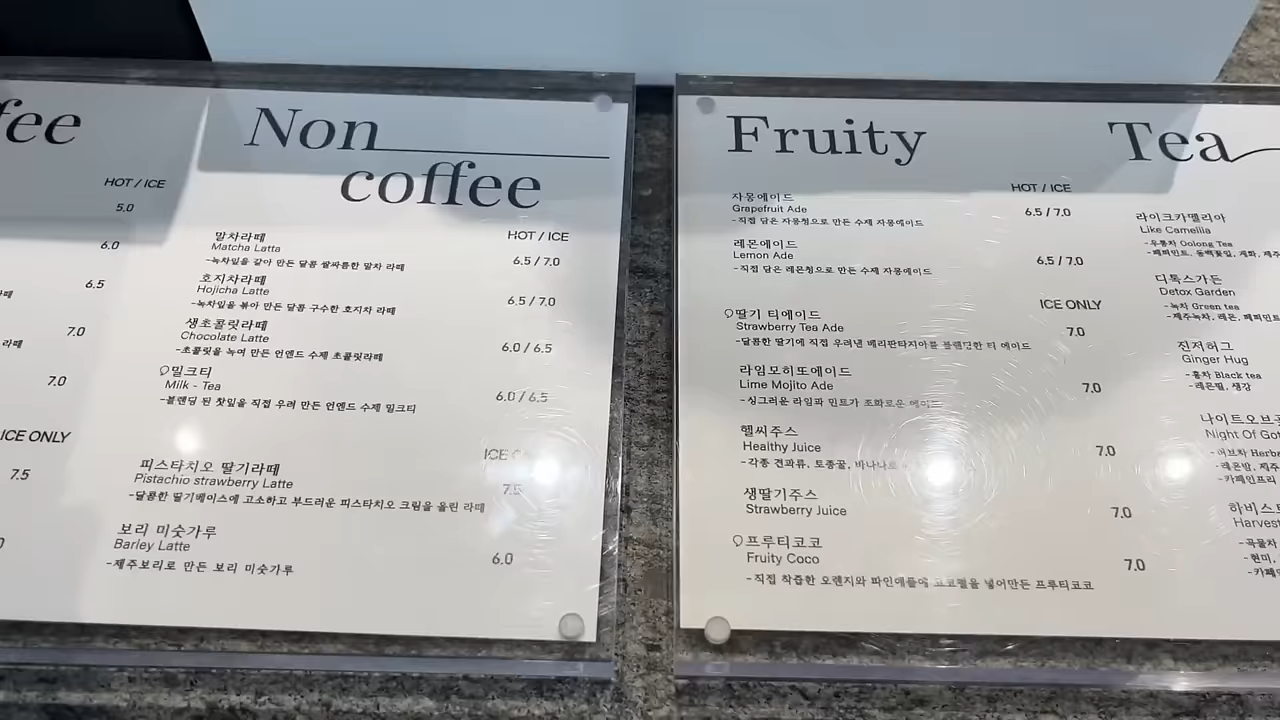 fee
HOT / ICE
5.0
6.0
6.5
라떼
7.0
라떼
7.0
ICE ONLY
7.5
Non
coffee
HOT / ICE
말차라떼
Matcha Latta
6.5 / 7.0
-녹차잎을 갈아 만든 달콤 쌀싸름한 말차 라떼
호지차라떼
Hojicha Latte
6.5 / 7.0
-녹차잎을 볶아 만든 달콤 구수한 호지차 라떼
생초콜릿라떼
Chocolate Latte
6.0 / 6.5
-초콜릿을 녹여 만든 언엔드 수제 초콜릿라떼
밀크티
Milk - Tea
6.0 / 6.5
-블렌딩 된 찻잎을 직접 우려 만든 언엔드 수제 밀크티
ICE
피스타치오 딸기라떼
Pistachio strawberry Latte
7.5
-달콤한 딸기베이스에 고소하고 부드러운 피스타치오 크림을 올린 라떼
보리 미숫가루
Barley Latte
6.0
-제주보리로 만든 보리 미숫가루
Fruity
HOT / ICE
자몽에이드
Grapefruit Ade
6.5 / 7.0
-직접 담은 자몽청으로 만든 수제 자몽에이드
레몬에이드
Lemon Ade
6.5 / 7.0
-직접 담은 레몬청으로 만든 수제 자몽에이드
ICE ONLY
딸기 티에이드
Strawberry Tea Ade
7.0
-달콤한 딸기에 직접 우려낸 베리판타지아를 블렌딩한 티 에이드
라임모히또에이드
Lime Mojito Ade
7.0
-싱그러운 라임과 민트가 조화로운 에이드
헬씨주스
Healthy Juice
7.0
-각종 견과류, 토종꿀, 바나나로
생딸기주스
Strawberry Juice
7.0
프루티코코
Fruity Coco
7.0
-직접 착즙한 오렌지와 파인애플에 코코펄을 넣어만든 프루티코코
Tea
라이크카멜리아
Like Camellia
-우롱차 Oolong Tea
-페퍼민트, 동백꽃잎, 계화, 제주
디톡스가든
Detox Garden
-녹차 Green tea
-제주녹차, 레몬, 페퍼민트
진저허그
Ginger Hug
-홍차 Black tea
-레몬필, 생강
나이트오브
Night Of Go
-허브차 Herba
-레몬밤, 제주
-카페인프리
하비스트
Harvest
-곡물차
-현미,
-카페인